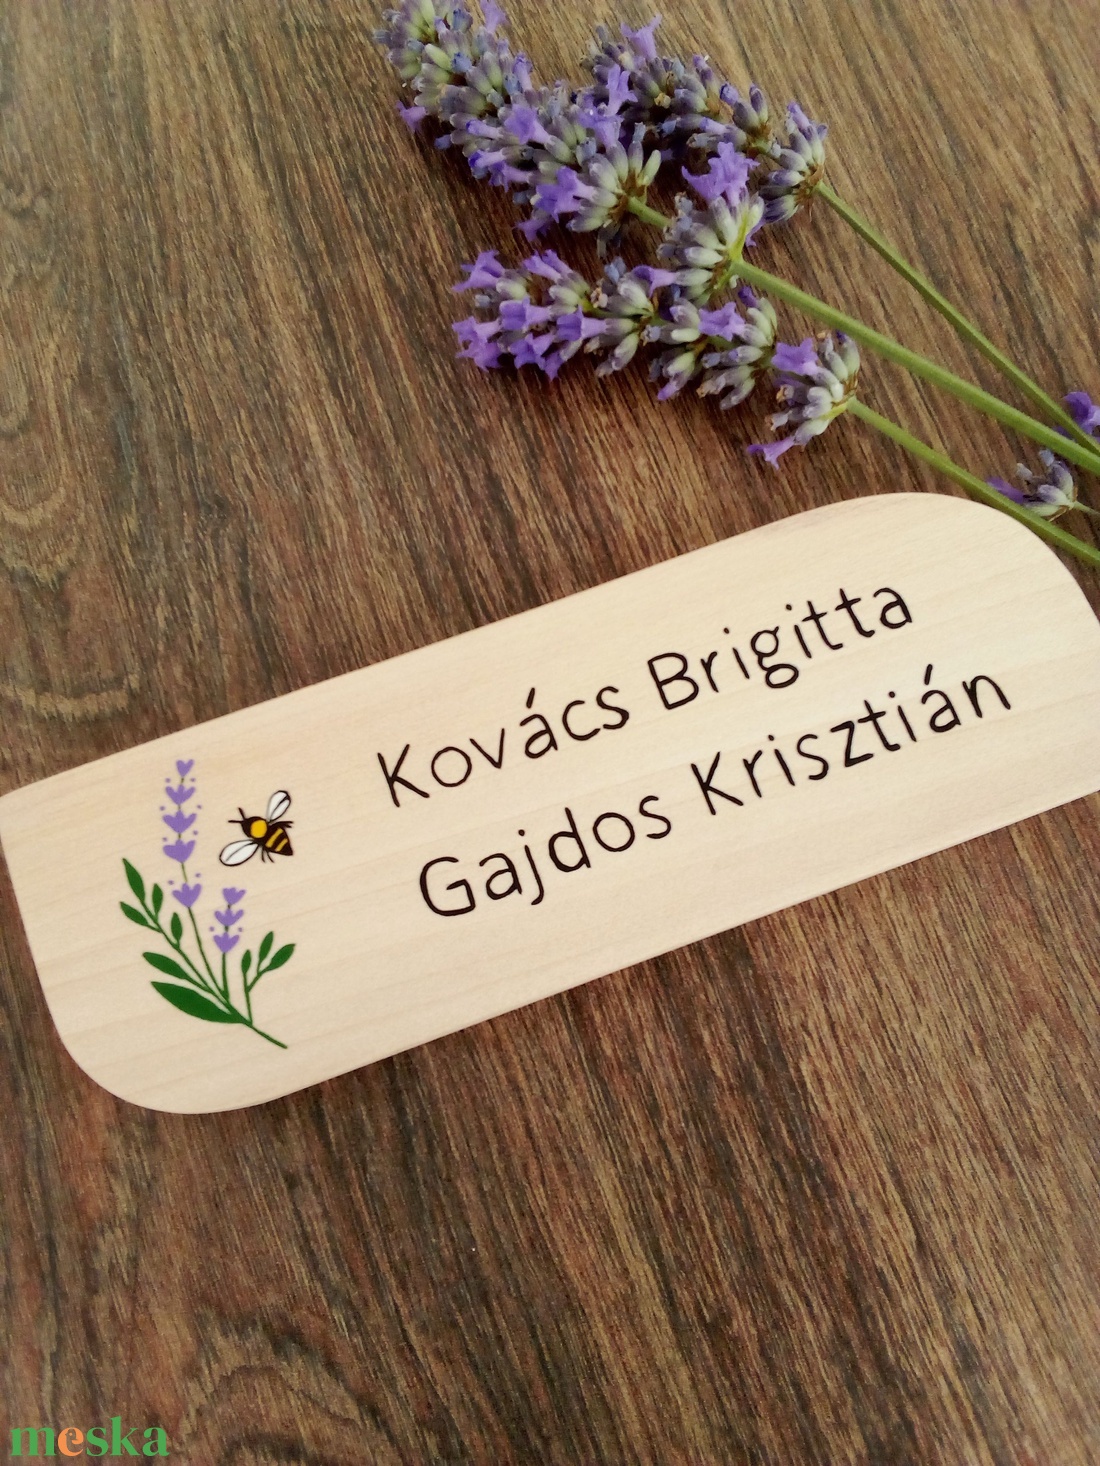 Kovács Brigitta
Gajdos Krisztián
meska